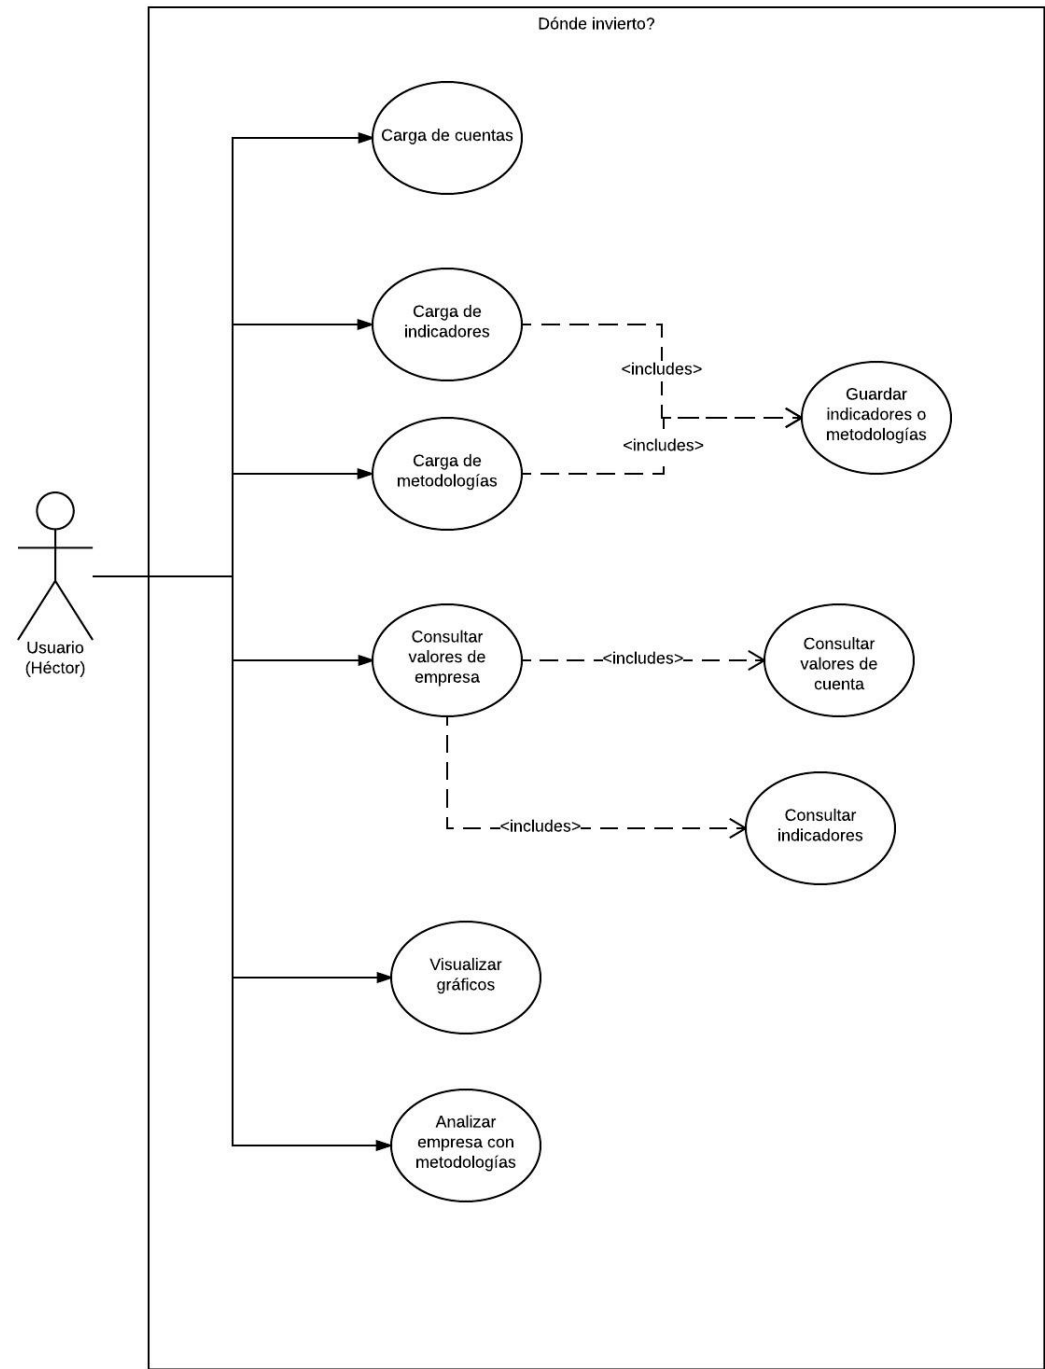 Dónde invierto?
Carga de cuentas
Carga de
indicadores
<includes>
Guardar
indicadores o
metodologías
<includes>
Carga de
metodologías
Usuario
(Héctor)
Consultar
valores de
empresa
<includes>
Consultar
valores de
cuenta
<includes>
Consultar
indicadores
Visualizar
gráficos
Analizar
empresa con
metodologías